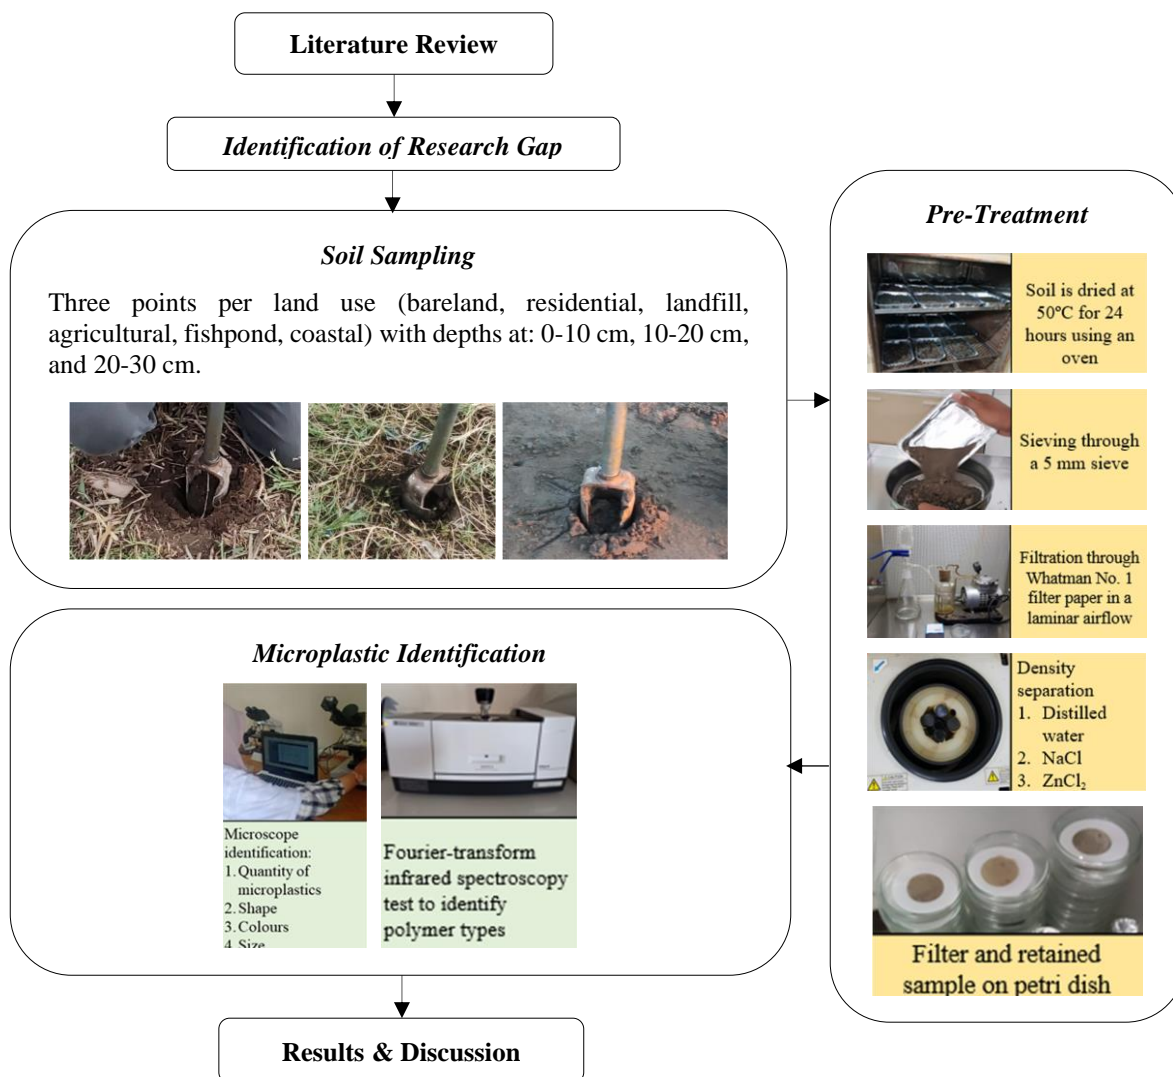 Literature Review
Identification of Research Gap
Soil Sampling
Three points per land use (bareland, residential, landfill,
agricultural, fishpond, coastal) with depths at: 0-10 cm, 10-20 cm,
and 20-30 cm.
Pre-Treatment
Soil is dried at
50°C for 24
hours using an
oven
Sieving through
a 5 mm sieve
Filtration through
Whatman No. 1
filter paper in a
laminar airflow
Density
separation
1. Distilled
water
2. NaCl
3. ZnCl₂
Filter and retained
sample on petri dish
Microplastic Identification
Microscope
identification:
1. Quantity of
microplastics
2. Shape
3. Colours
4. Size
Fourier-transform
infrared spectroscopy
test to identify
polymer types
Results & Discussion